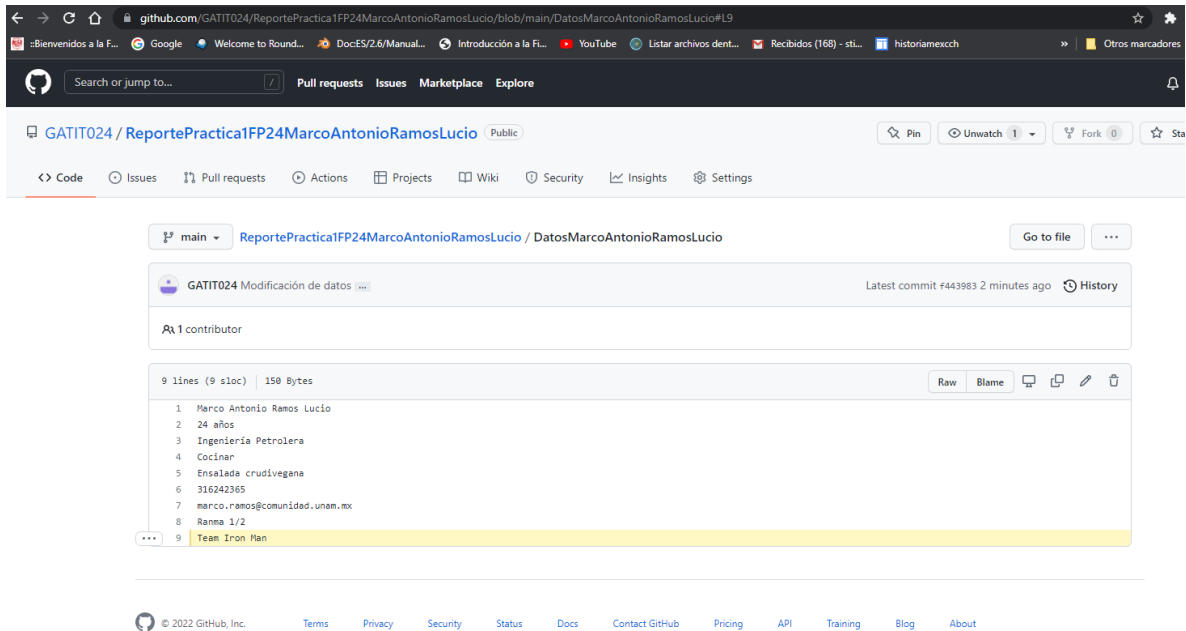 github.com/GATIT024/ReportePractica1FP24MarcoAntonioRamosLucio/blob/main/DatosMarcoAntonioRamosLucio#L9
::Bienvenidos a la F... Google Welcome to Round... Doc:ES/2.6/Manual... Introducción a la Fi... YouTube Listar archivos dent... Recibidos (168) - sti... historiamexcch » Otros marcadores
Search or jump to... / Pull requests Issues Marketplace Explore
GATIT024 / ReportePractica1FP24MarcoAntonioRamosLucio Public Pin Unwatch 1 Fork 0 Sta
<> Code Issues Pull requests Actions Projects Wiki Security Insights Settings
main ReportePractica1FP24MarcoAntonioRamosLucio / DatosMarcoAntonioRamosLucio Go to file ...
GATIT024 Modificación de datos ... Latest commit f443983 2 minutes ago History
1 contributor
9 lines (9 sloc) | 150 Bytes Raw Blame
1 Marco Antonio Ramos Lucio
2 24 años
3 Ingeniería Petrolera
4 Cocinar
5 Ensalada crudivegana
6 316242365
7 marco.ramos@comunidad.unam.mx
8 Ranma 1/2
... 9 Team Iron Man
© 2022 GitHub, Inc. Terms Privacy Security Status Docs Contact GitHub Pricing API Training Blog About